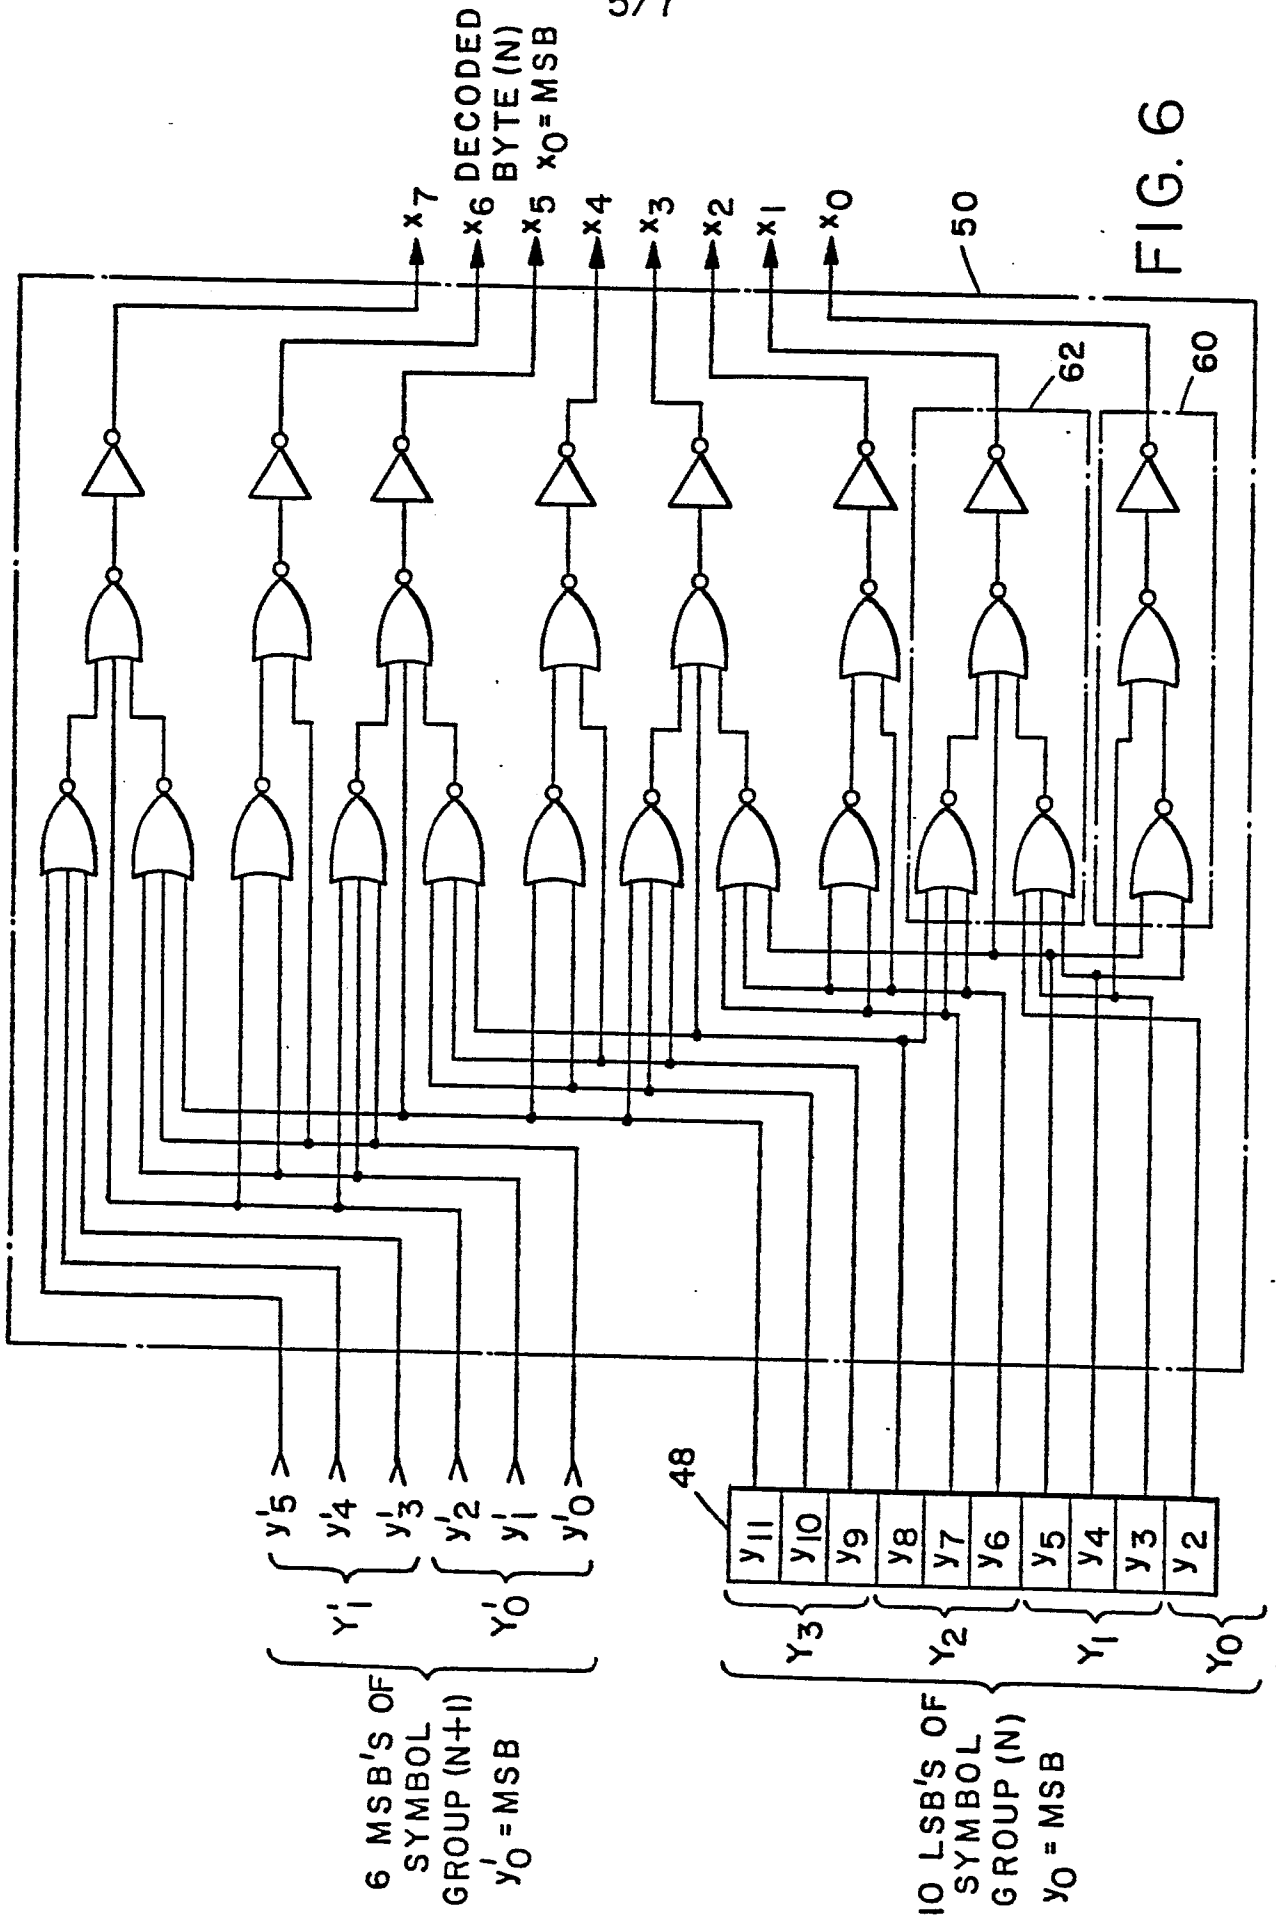 5/7
DECODED
BYTE (N)
x0 = MSB
x7
x6
x5
x4
x3
x2
x1
x0
50
62
60
FIG. 6
y'5
y'4
y'3
y'2
y'1
y'0
Y'1
Y'0
6 MSB'S OF
SYMBOL
GROUP (N+1)
y'0 = MSB
48
y11
y10
y9
y8
y7
y6
y5
y4
y3
y2
Y3
Y2
Y1
Y0
10 LSB'S OF
SYMBOL
GROUP (N)
y0 = MSB